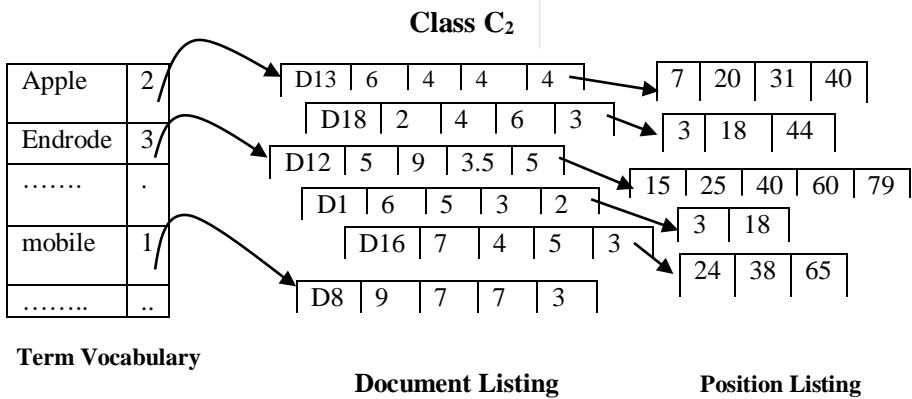 Class C₂
Apple 2 D13 6 4 4 4 7 20 31 40
D18 2 4 6 3 3 18 44
Endrode 3 D12 5 9 3.5 5 15 25 40 60 79
……. . D1 6 5 3 2 3 18
mobile 1 D16 7 4 5 3 24 38 65
…….. .. D8 9 7 7 3
Term Vocabulary
Document Listing Position Listing